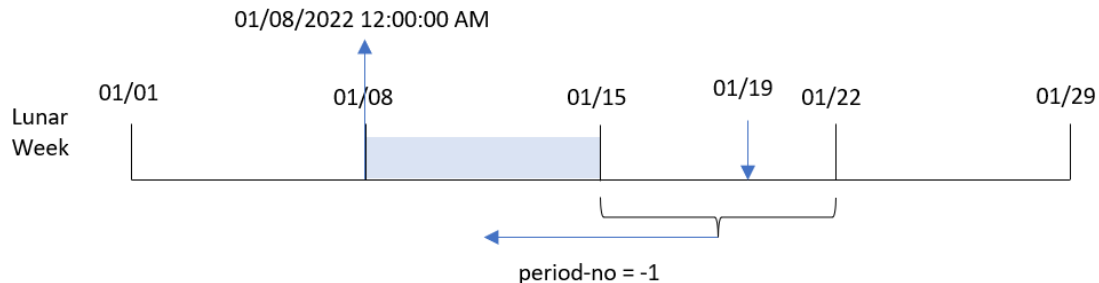 01/08/2022 12:00:00 AM
01/01
01/08
01/15
01/19
01/22
01/29
Lunar
Week
period-no = -1